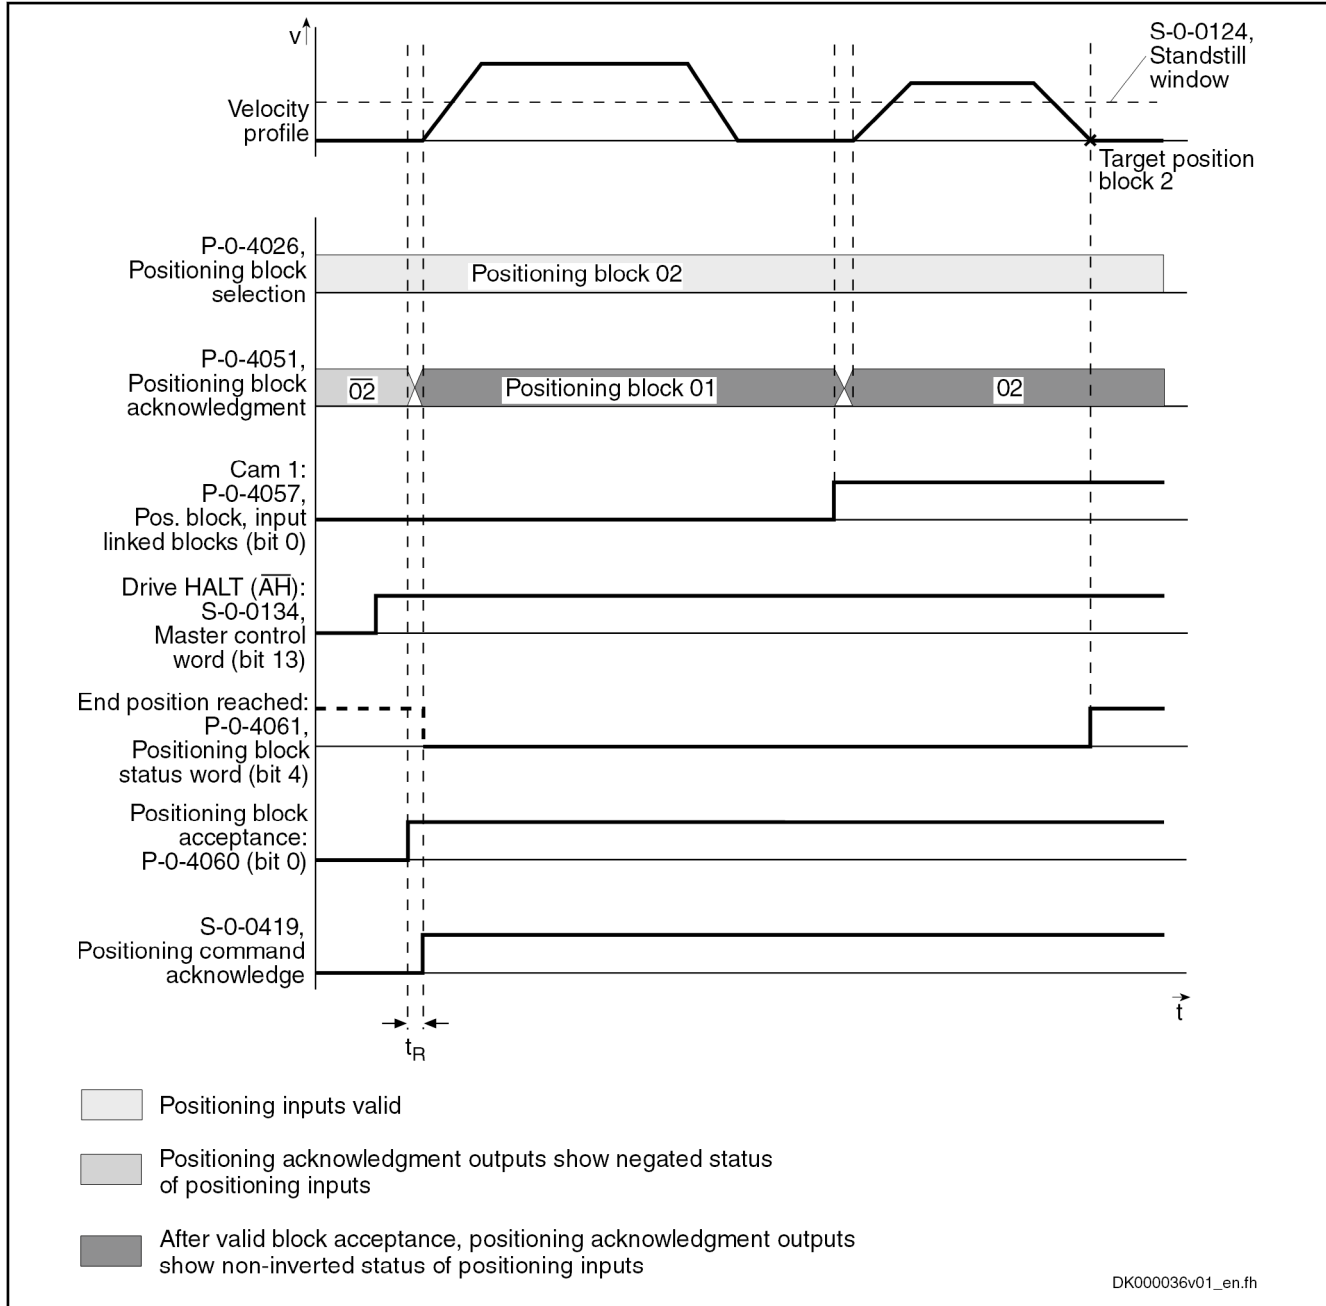 v
S-0-0124,
Standstill
window
Velocity
profile
Target position
block 2
P-0-4026,
Positioning block
selection
Positioning block 02
P-0-4051,
Positioning block
acknowledgment
0̅2̅
Positioning block 01
02
Cam 1:
P-0-4057,
Pos. block, input
linked blocks (bit 0)
Drive HALT (A̅H̅):
S-0-0134,
Master control
word (bit 13)
End position reached:
P-0-4061,
Positioning block
status word (bit 4)
Positioning block
acceptance:
P-0-4060 (bit 0)
S-0-0419,
Positioning command
acknowledge
t
tR
Positioning inputs valid
Positioning acknowledgment outputs show negated status
of positioning inputs
After valid block acceptance, positioning acknowledgment outputs
show non-inverted status of positioning inputs
DK000036v01_en.fh